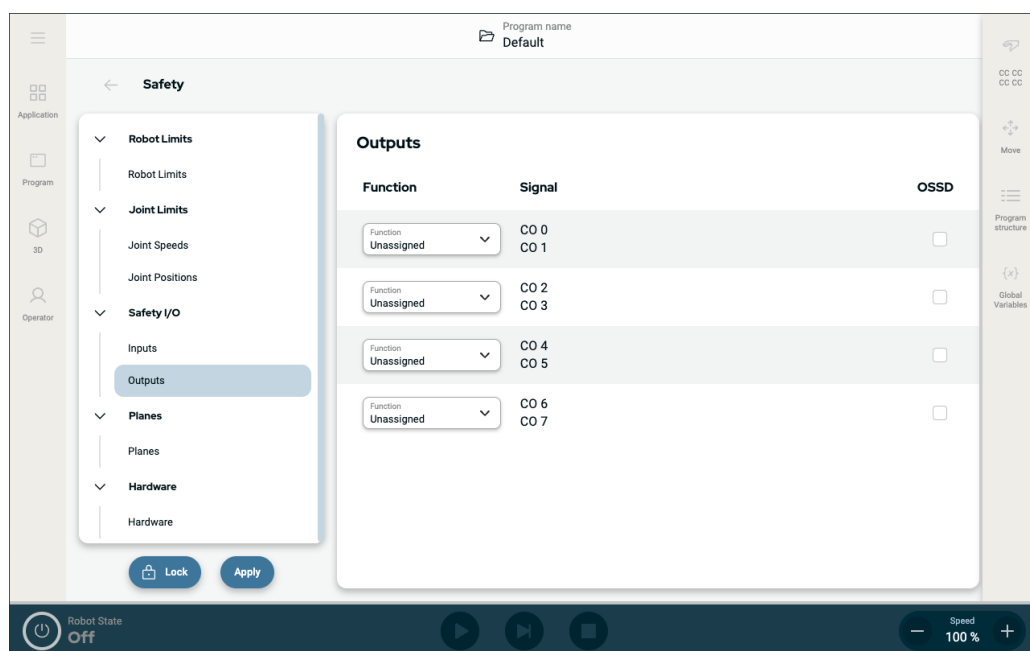 Program name
Default
Application
Program
3D
Operator
Safety
Robot Limits
Robot Limits
Joint Limits
Joint Speeds
Joint Positions
Safety I/O
Inputs
Outputs
Planes
Planes
Hardware
Hardware
Lock
Apply
Outputs
Function
Signal
OSSD
Function
Unassigned
CO 0
CO 1
Function
Unassigned
CO 2
CO 3
Function
Unassigned
CO 4
CO 5
Function
Unassigned
CO 6
CO 7
CC CC
CC CC
Move
Program
structure
{x}
Global
Variables
Robot State
Off
Speed
100 %